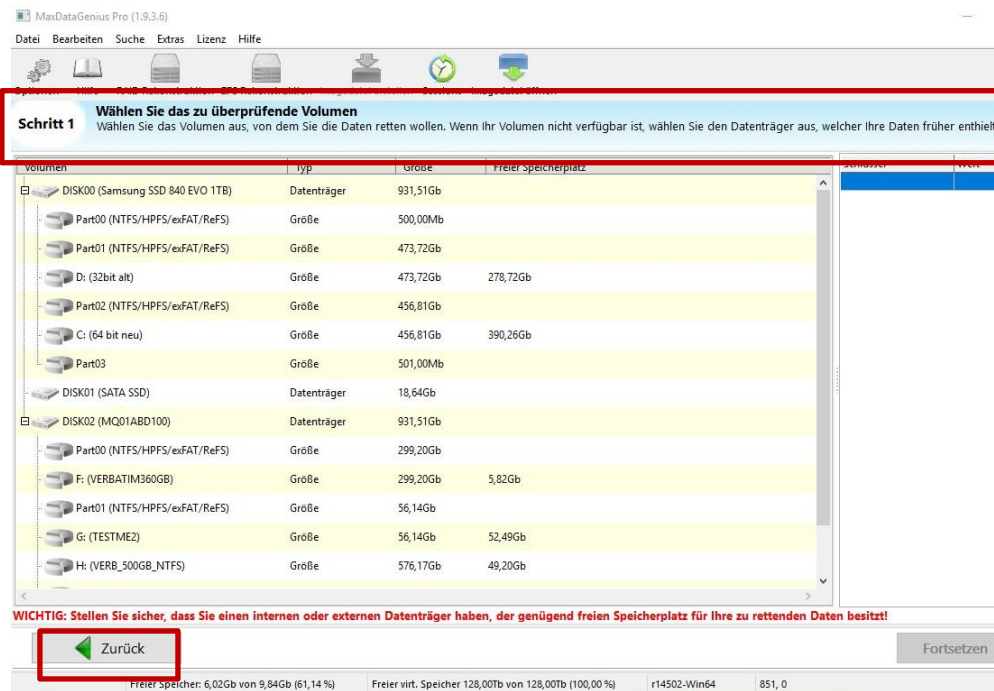 MaxDataGenius Pro (1.9.3.6)
Datei Bearbeiten Suche Extras Lizenz Hilfe
Schritt 1
Wählen Sie das zu überprüfende Volumen
Wählen Sie das Volumen aus, von dem Sie die Daten retten wollen. Wenn Ihr Volumen nicht verfügbar ist, wählen Sie den Datenträger aus, welcher Ihre Daten früher enthielt
Volumen Typ Größe Freier Speicherplatz
DISK00 (Samsung SSD 840 EVO 1TB) Datenträger 931,51Gb
Part00 (NTFS/HPFS/exFAT/ReFS) Größe 500,00Mb
Part01 (NTFS/HPFS/exFAT/ReFS) Größe 473,72Gb
D: (32bit alt) Größe 473,72Gb 278,72Gb
Part02 (NTFS/HPFS/exFAT/ReFS) Größe 456,81Gb
C: (64 bit neu) Größe 456,81Gb 390,26Gb
Part03 Größe 501,00Mb
DISK01 (SATA SSD) Datenträger 18,64Gb
DISK02 (MQ01ABD100) Datenträger 931,51Gb
Part00 (NTFS/HPFS/exFAT/ReFS) Größe 299,20Gb
F: (VERBATIM360GB) Größe 299,20Gb 5,82Gb
Part01 (NTFS/HPFS/exFAT/ReFS) Größe 56,14Gb
G: (TESTME2) Größe 56,14Gb 52,49Gb
H: (VERB_500GB_NTFS) Größe 576,17Gb 49,20Gb
WICHTIG: Stellen Sie sicher, dass Sie einen internen oder externen Datenträger haben, der genügend freien Speicherplatz für Ihre zu rettenden Daten besitzt!
Zurück Fortsetzen
Freier Speicher: 6,02Gb von 9,84Gb (61,14 %) Freier virt. Speicher 128,00Tb von 128,00Tb (100,00 %) r14502-Win64 851, 0